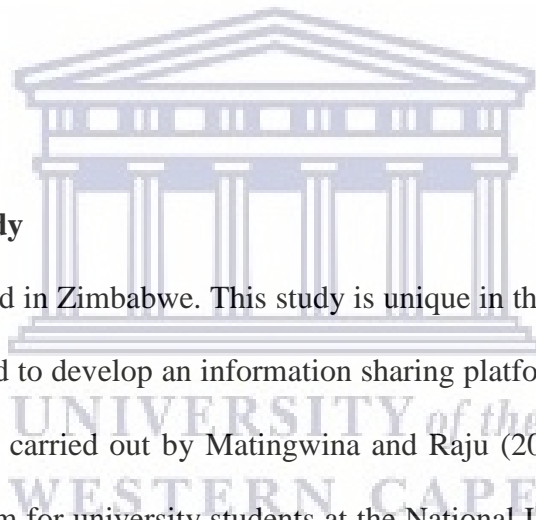 dy
d in Zimbabwe. This study is unique in th
d to develop an information sharing platfo
UNIVERSITY of the
carried out by Matingwina and Raju (20
WESTERN CAPE
m for university students at the National U